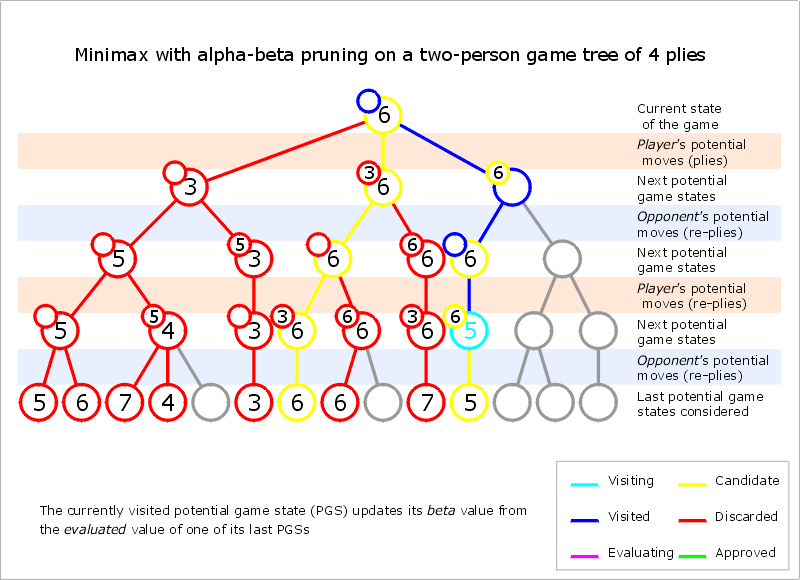 Minimax with alpha-beta pruning on a two-person game tree of 4 plies
6
Current state
of the game
Player's potential
moves (plies)
3
3
6
6
Next potential
game states
Opponent's potential
moves (re-plies)
5
5
3
6
6
6
6
Next potential
game states
Player's potential
moves (re-plies)
5
5
4
3
3
6
6
6
3
6
6
5
Next potential
game states
Opponent's potential
moves (re-plies)
5
6
7
4
3
6
6
7
5
Last potential game
states considered
The currently visited potential game state (PGS) updates its beta value from
the evaluated value of one of its last PGSs
Visiting
Candidate
Visited
Discarded
Evaluating
Approved